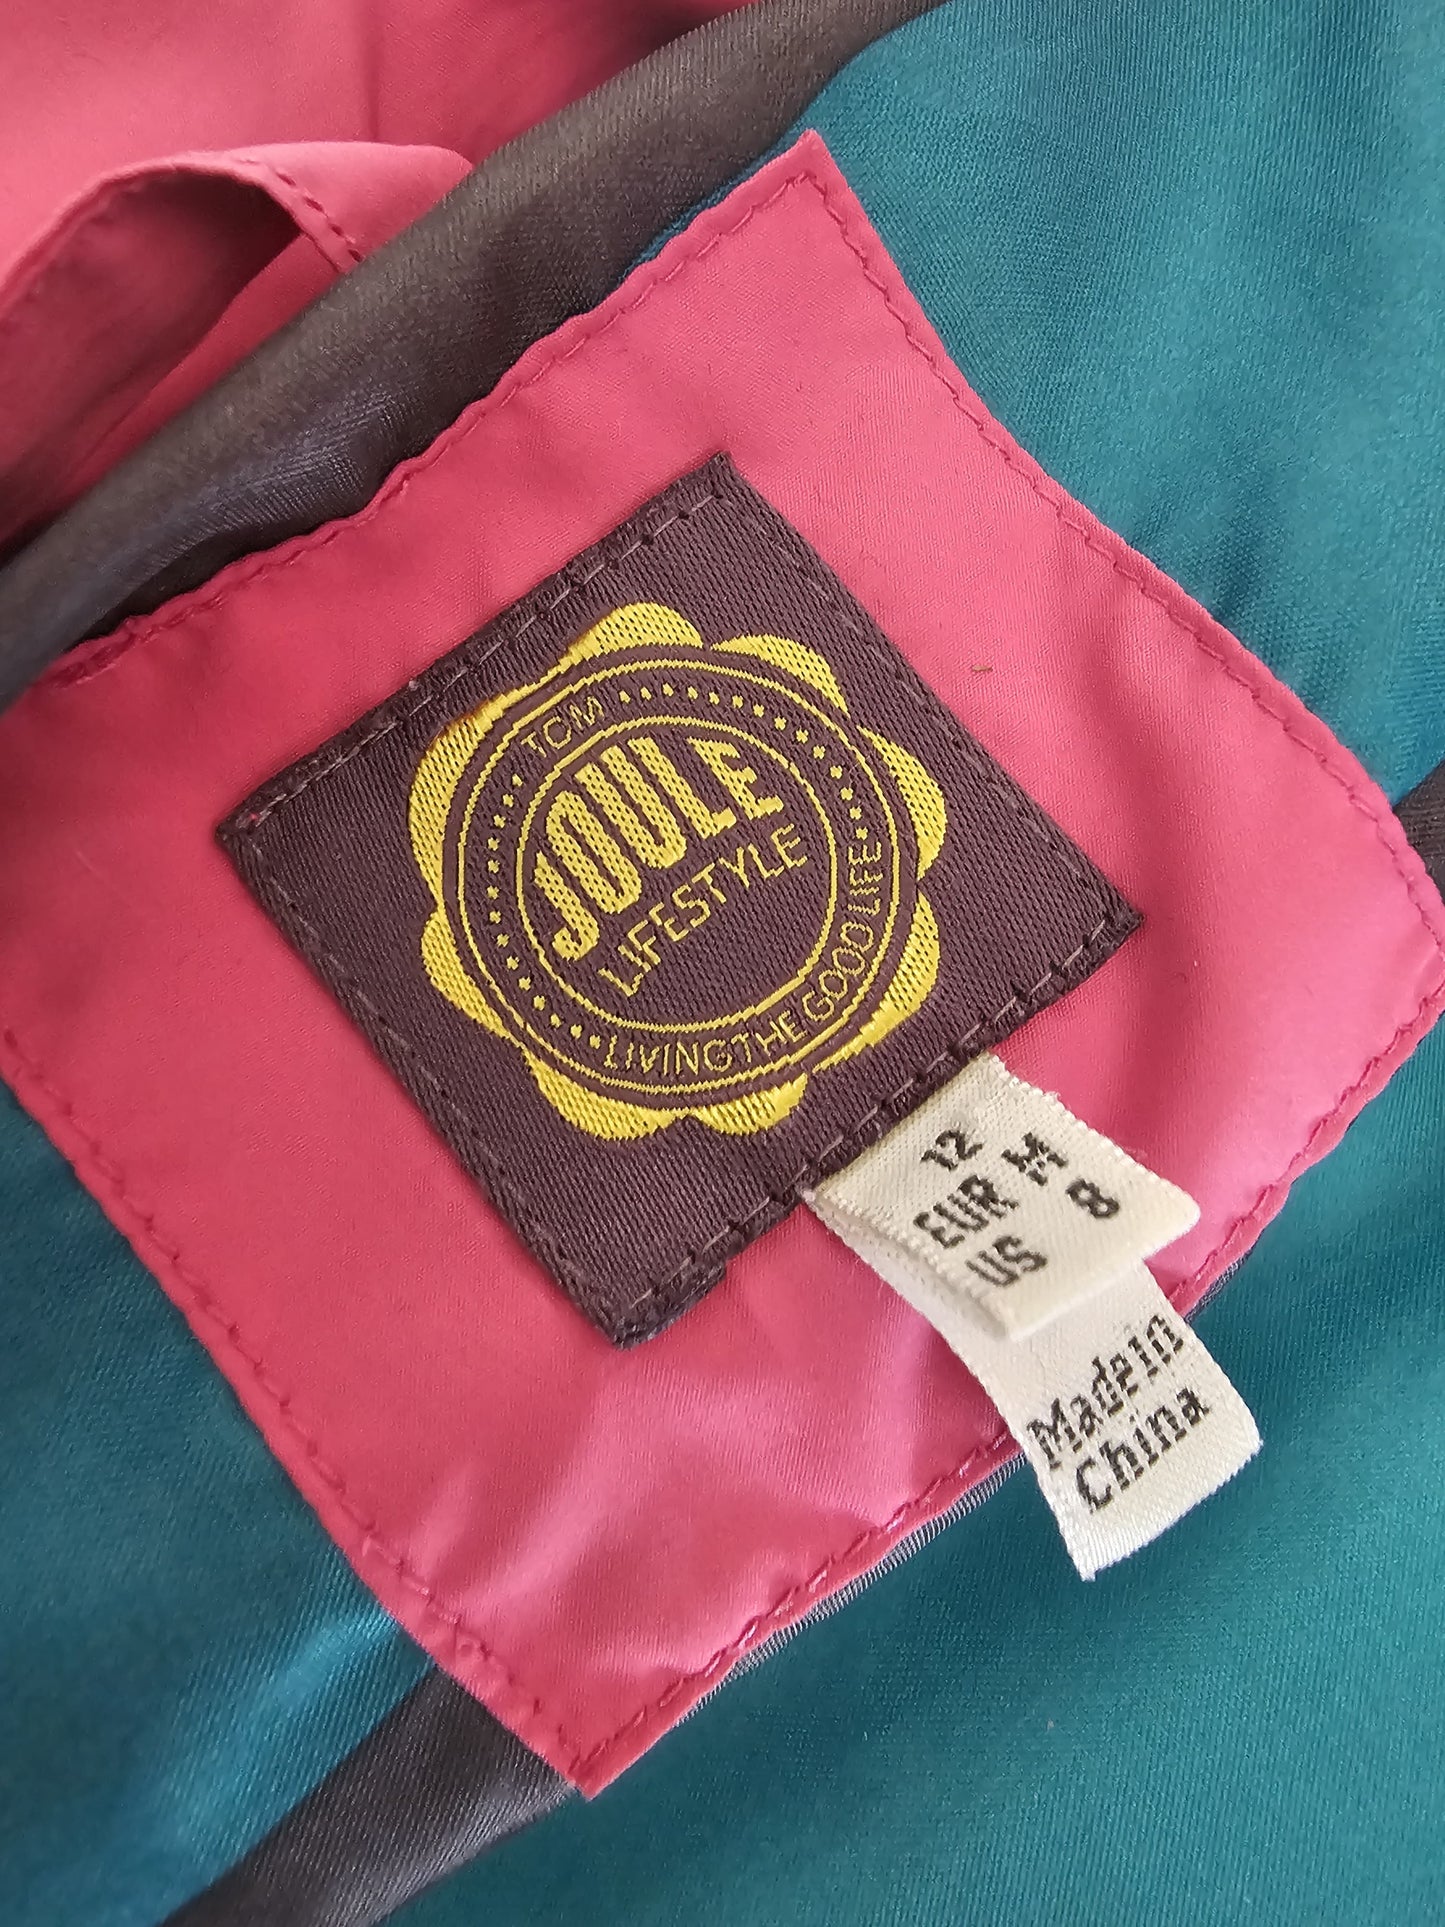 TOM
JOULE
LIFESTYLE
LIVING THE GOOD LIFE
12
EUR M
US 8
Made in
China